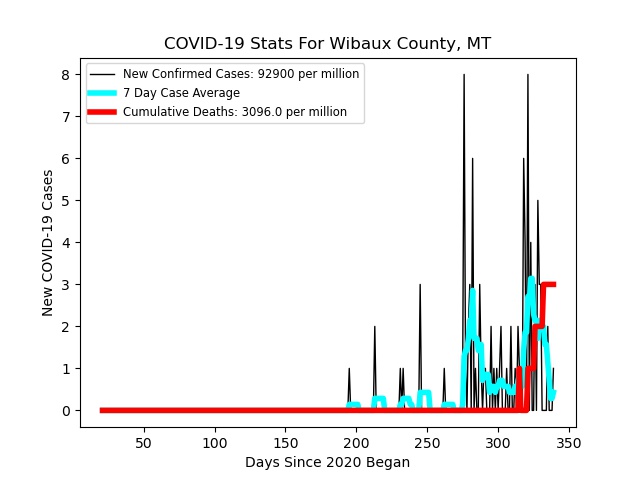 COVID-19 Stats For Wibaux County, MT
New Confirmed Cases: 92900 per million
7 Day Case Average
Cumulative Deaths: 3096.0 per million
New COVID-19 Cases
8
7
6
5
4
3
2
1
0
50 100 150 200 250 300 350
Days Since 2020 Began